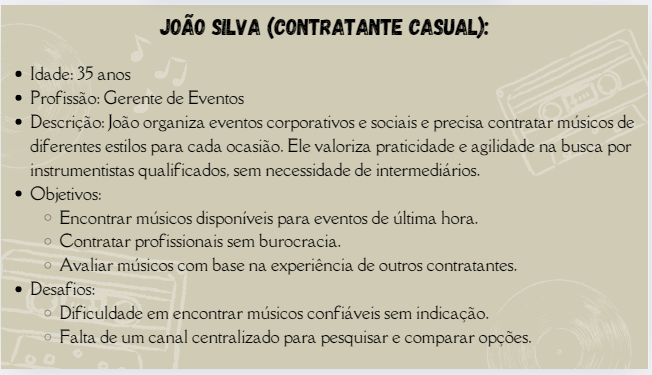 JOÃO SILVA (CONTRATANTE CASUAL):
• Idade: 35 anos
• Profissão: Gerente de Eventos
• Descrição: João organiza eventos corporativos e sociais e precisa contratar músicos de
diferentes estilos para cada ocasião. Ele valoriza praticidade e agilidade na busca por
instrumentistas qualificados, sem necessidade de intermediários.
• Objetivos:
◦ Encontrar músicos disponíveis para eventos de última hora.
◦ Contratar profissionais sem burocracia.
◦ Avaliar músicos com base na experiência de outros contratantes.
• Desafios:
◦ Dificuldade em encontrar músicos confiáveis sem indicação.
◦ Falta de um canal centralizado para pesquisar e comparar opções.